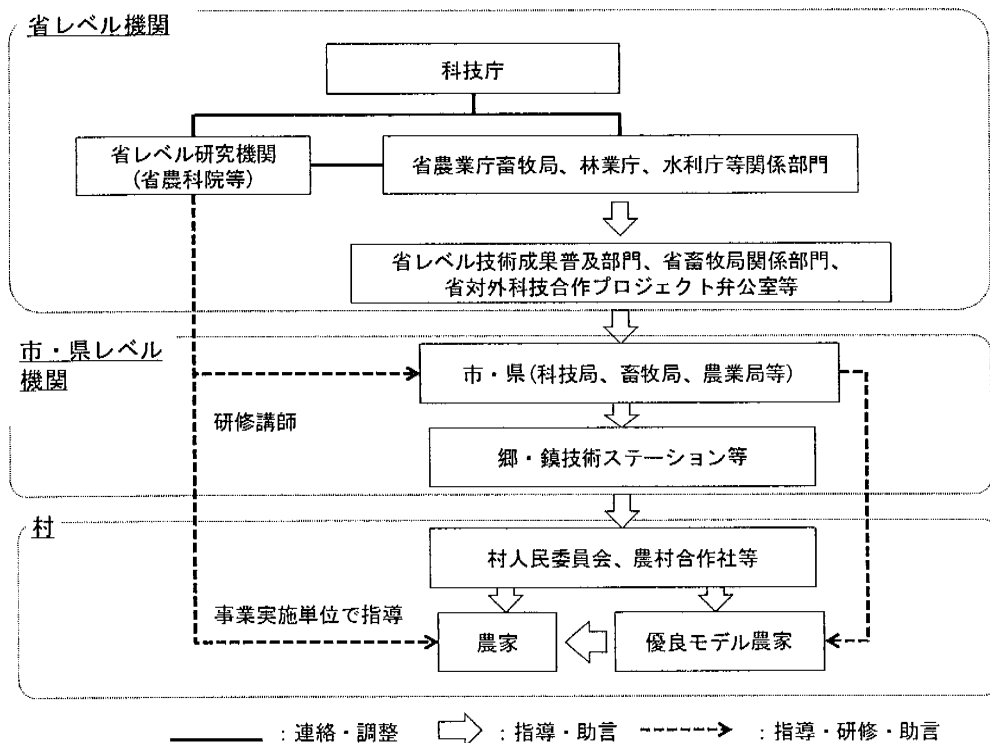 省レベル機関
科技庁
省レベル研究機関
(省農科院等)
省農業庁畜牧局、林業庁、水利庁等関係部門
省レベル技術成果普及部門、省畜牧局関係部門、
省対外科技合作プロジェクト弁公室等
市・県レベル
機関
市・県(科技局、畜牧局、農業局等)
研修講師
郷・鎮技術ステーション等
村
村人民委員会、農村合作社等
事業実施単位で指導
農家
優良モデル農家
：連絡・調整
：指導・助言
：指導・研修・助言